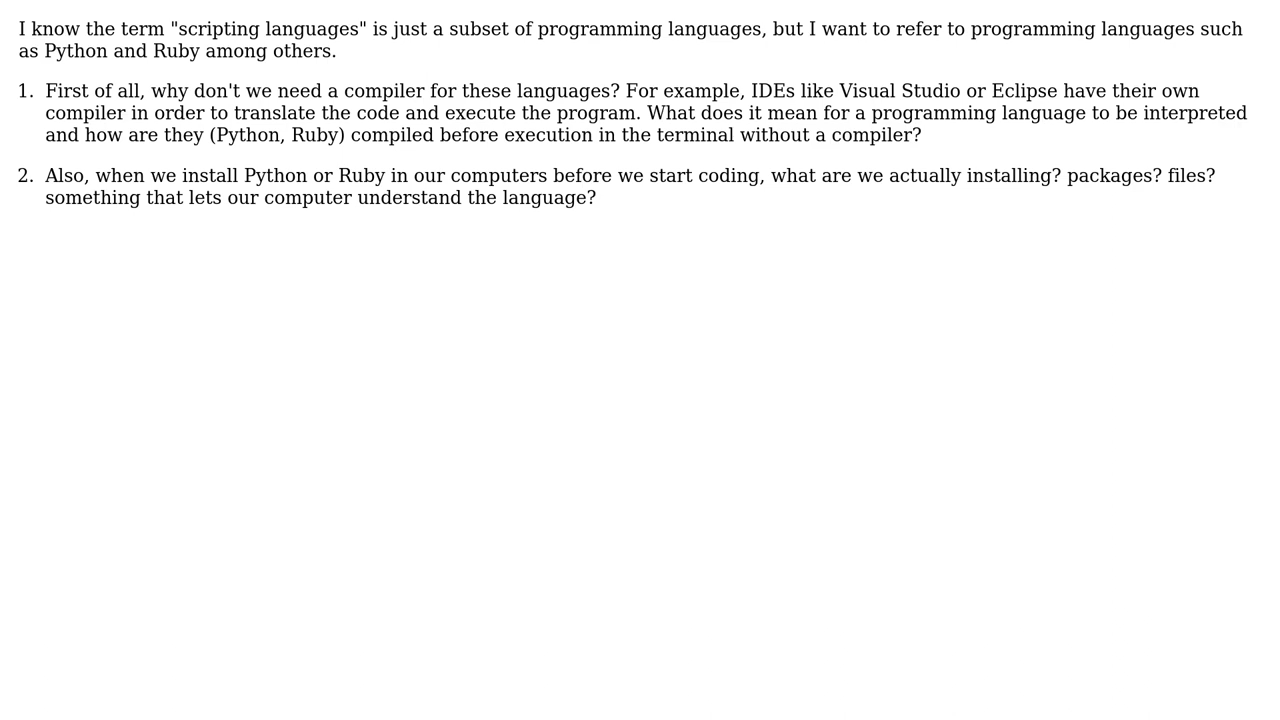 I know the term "scripting languages" is just a subset of programming languages, but I want to refer to programming languages such
as Python and Ruby among others.
1. First of all, why don't we need a compiler for these languages? For example, IDEs like Visual Studio or Eclipse have their own
compiler in order to translate the code and execute the program. What does it mean for a programming language to be interpreted
and how are they (Python, Ruby) compiled before execution in the terminal without a compiler?
2. Also, when we install Python or Ruby in our computers before we start coding, what are we actually installing? packages? files?
something that lets our computer understand the language?